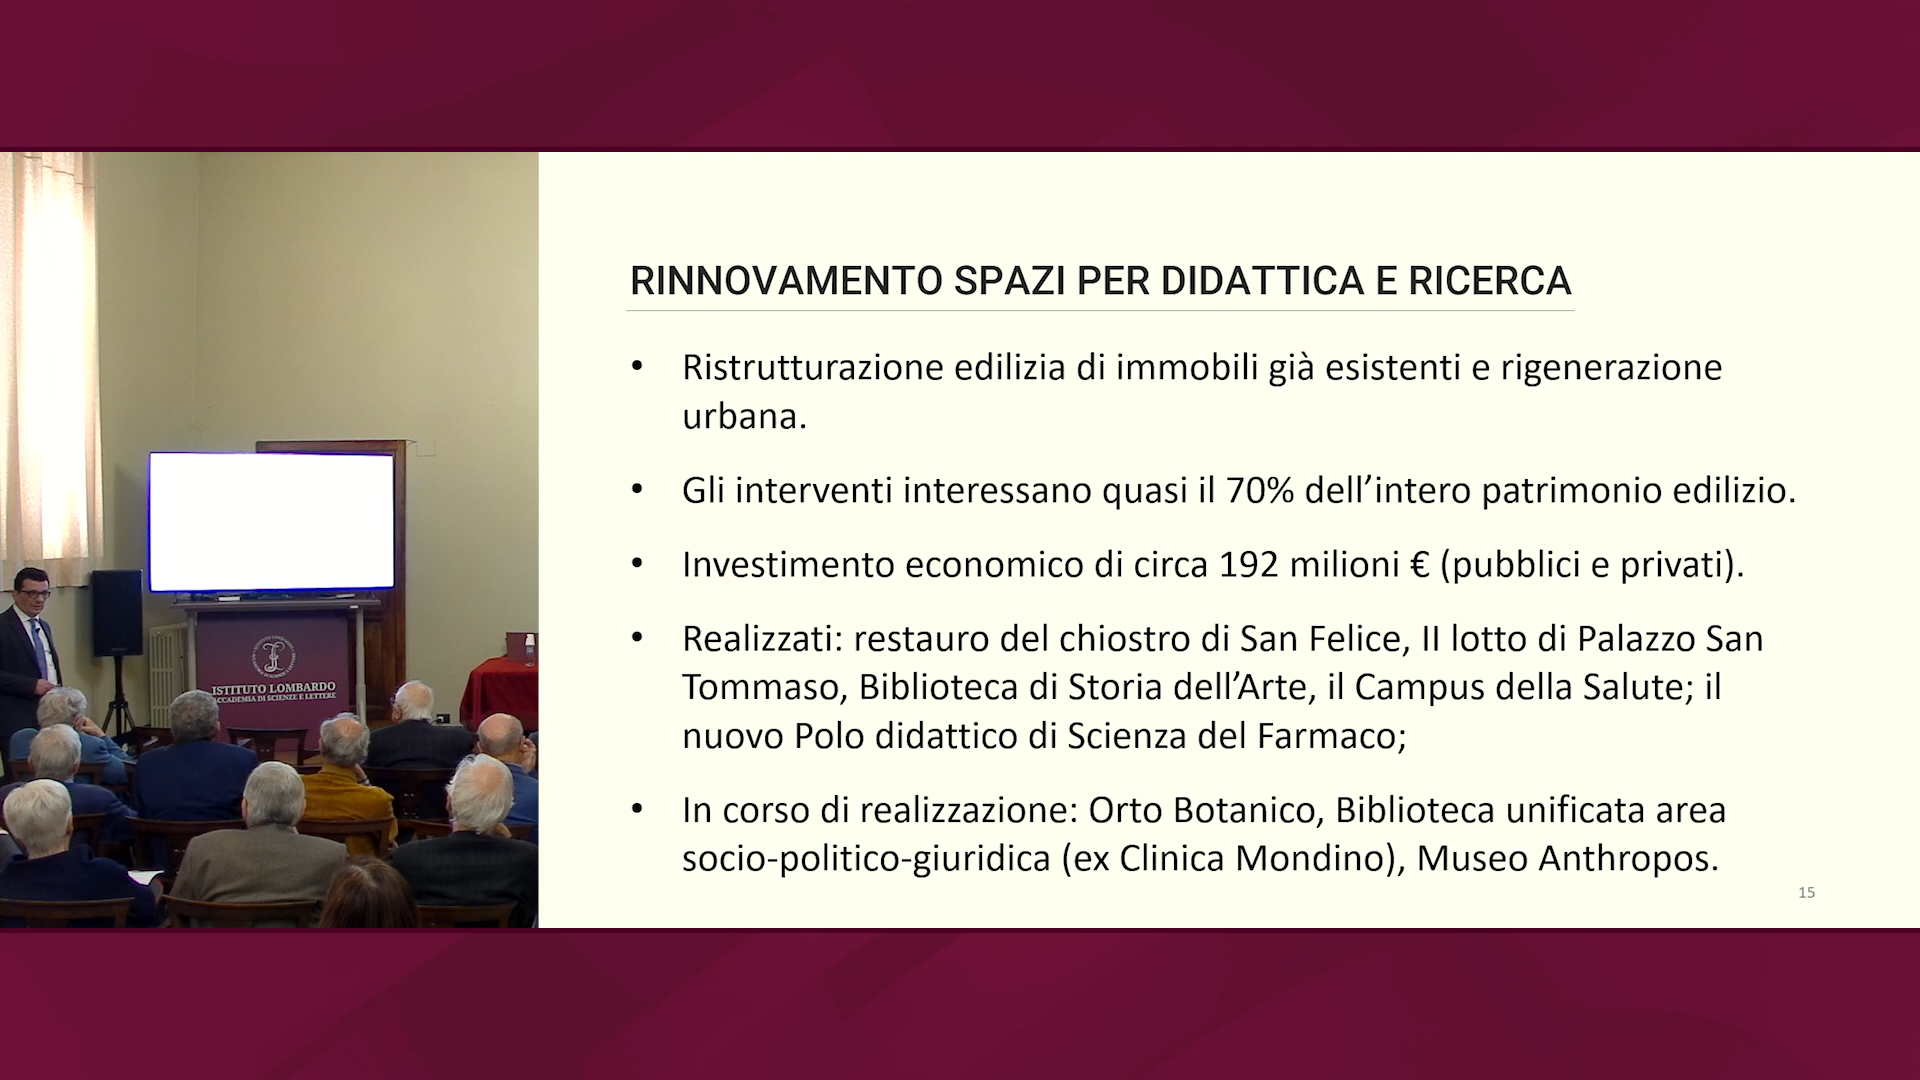 RINNOVAMENTO SPAZI PER DIDATTICA E RICERCA
• Ristrutturazione edilizia di immobili già esistenti e rigenerazione
urbana.
• Gli interventi interessano quasi il 70% dell’intero patrimonio edilizio.
• Investimento economico di circa 192 milioni € (pubblici e privati).
• Realizzati: restauro del chiostro di San Felice, II lotto di Palazzo San
Tommaso, Biblioteca di Storia dell’Arte, il Campus della Salute; il
nuovo Polo didattico di Scienza del Farmaco;
• In corso di realizzazione: Orto Botanico, Biblioteca unificata area
socio-politico-giuridica (ex Clinica Mondino), Museo Anthropos.
15
ISTITUTO LOMBARDO
ACCADEMIA DI SCIENZE E LETTERE